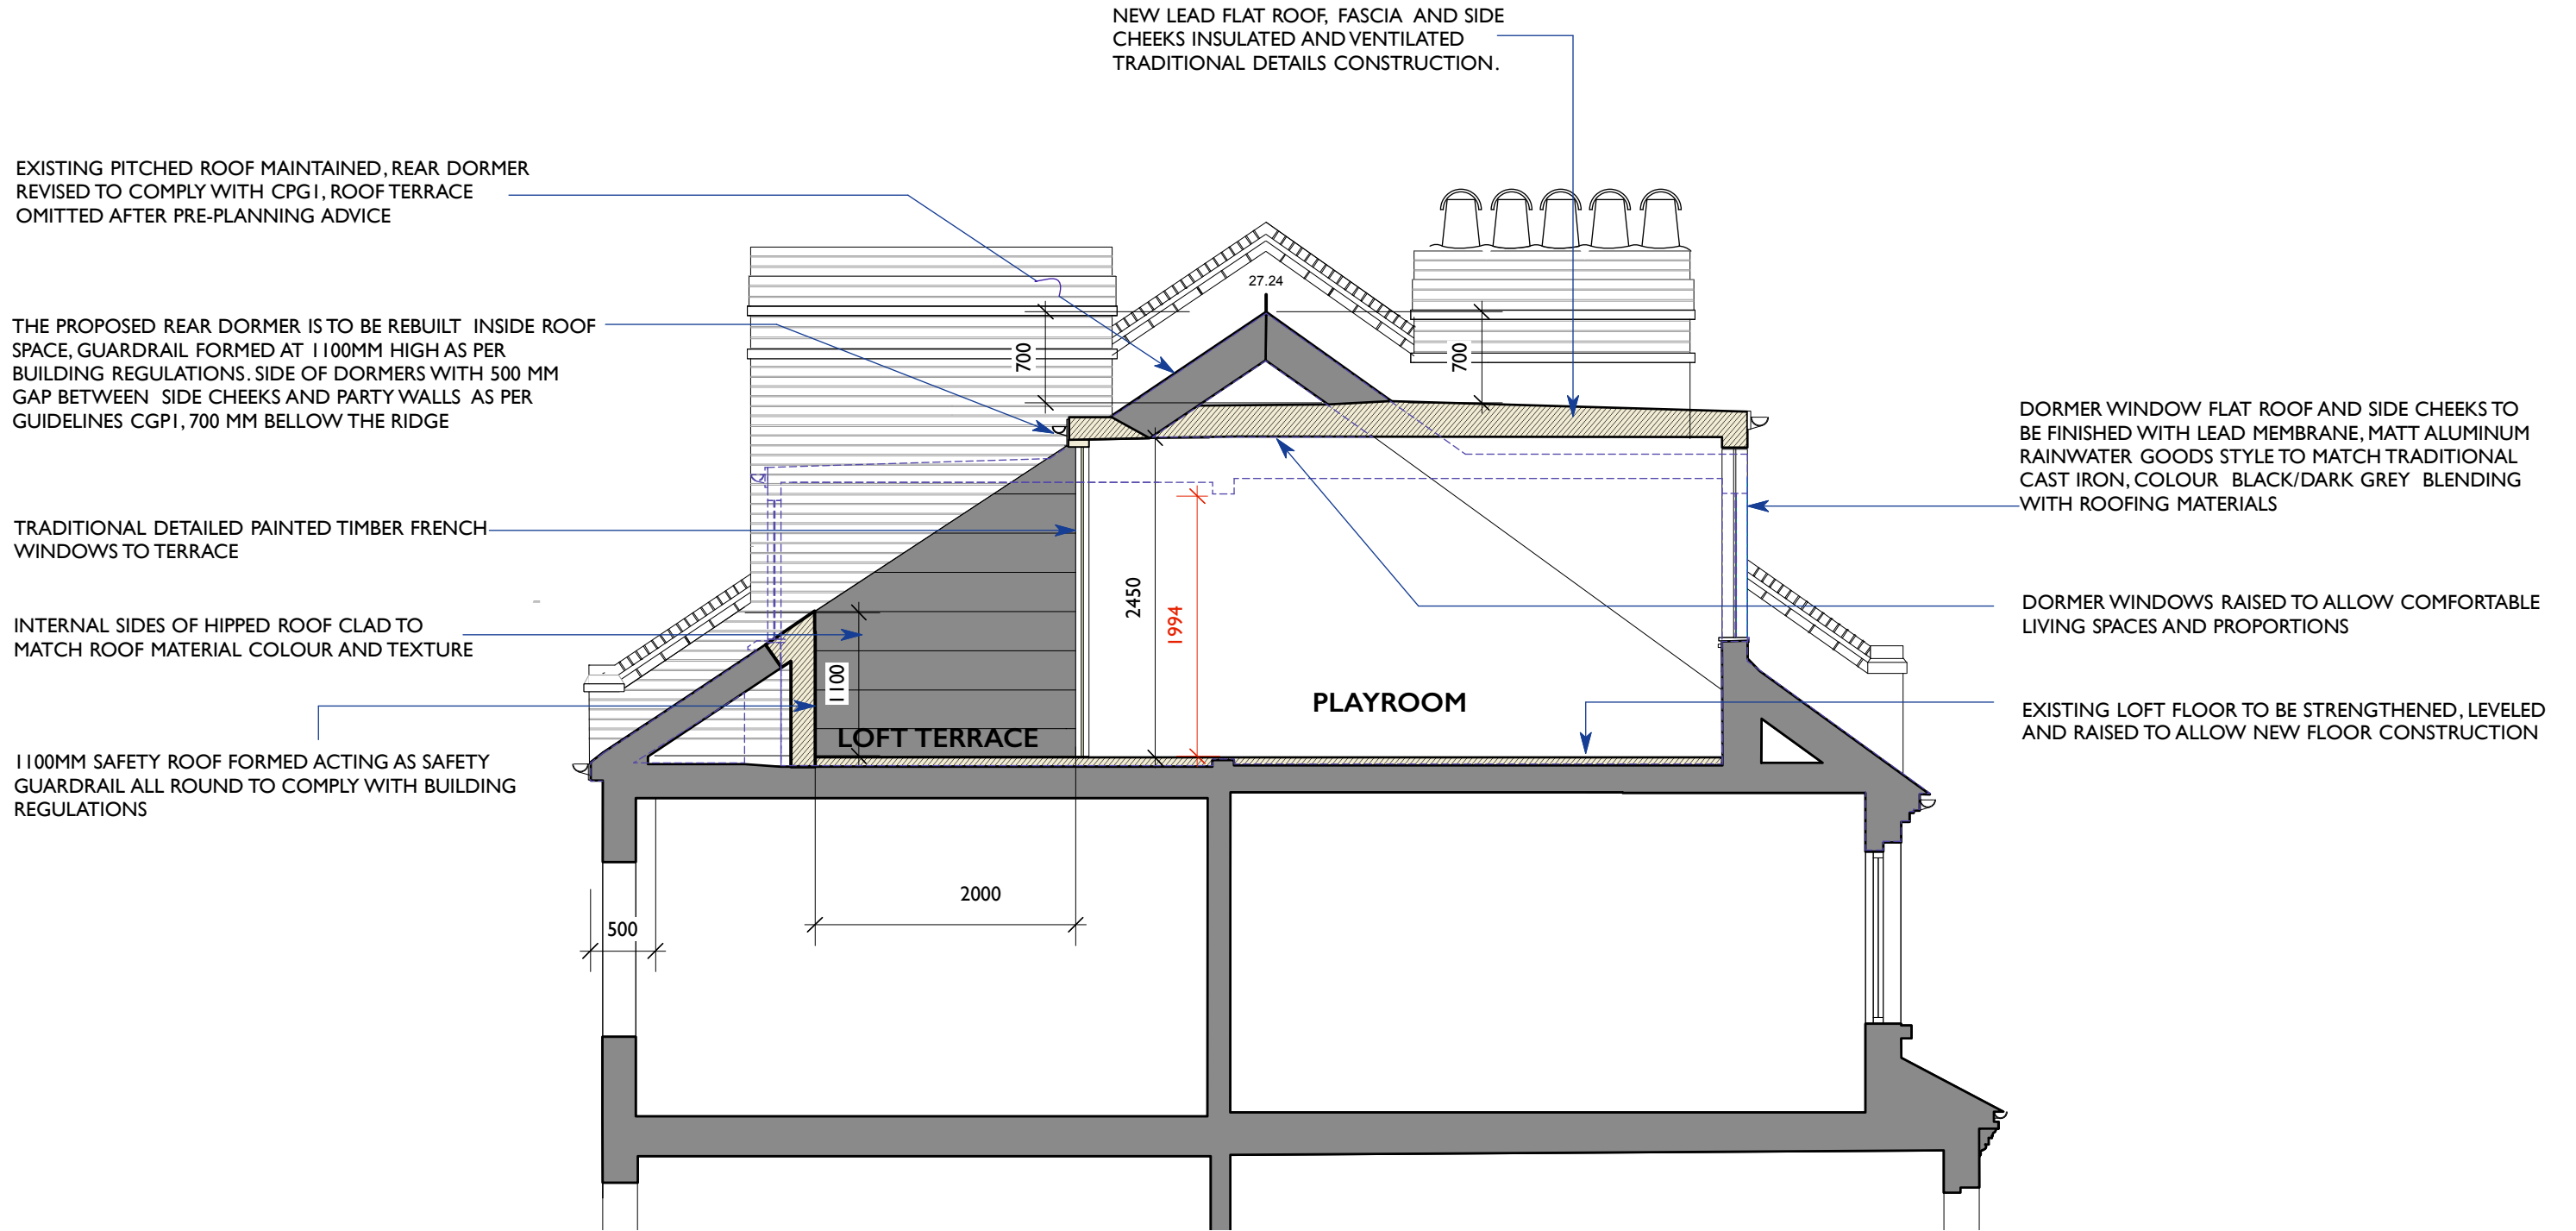 NEW LEAD FLAT ROOF, FASCIA AND SIDE
CHEEKS INSULATED AND VENTILATED
TRADITIONAL DETAILS CONSTRUCTION.
EXISTING PITCHED ROOF MAINTAINED, REAR DORMER
REVISED TO COMPLY WITH CPG1, ROOF TERRACE
OMITTED AFTER PRE-PLANNING ADVICE
THE PROPOSED REAR DORMER IS TO BE REBUILT INSIDE ROOF
SPACE, GUARDRAIL FORMED AT 1100MM HIGH AS PER
BUILDING REGULATIONS. SIDE OF DORMERS WITH 500 MM
GAP BETWEEN SIDE CHEEKS AND PARTY WALLS AS PER
GUIDELINES CGP1, 700 MM BELLOW THE RIDGE
TRADITIONAL DETAILED PAINTED TIMBER FRENCH
WINDOWS TO TERRACE
INTERNAL SIDES OF HIPPED ROOF CLAD TO
MATCH ROOF MATERIAL COLOUR AND TEXTURE
1100MM SAFETY ROOF FORMED ACTING AS SAFETY
GUARDRAIL ALL ROUND TO COMPLY WITH BUILDING
REGULATIONS
27.24
700
700
2450
1994
1100
PLAYROOM
LOFT TERRACE
2000
500
DORMER WINDOW FLAT ROOF AND SIDE CHEEKS TO
BE FINISHED WITH LEAD MEMBRANE, MATT ALUMINUM
RAINWATER GOODS STYLE TO MATCH TRADITIONAL
CAST IRON, COLOUR BLACK/DARK GREY BLENDING
WITH ROOFING MATERIALS
DORMER WINDOWS RAISED TO ALLOW COMFORTABLE
LIVING SPACES AND PROPORTIONS
EXISTING LOFT FLOOR TO BE STRENGTHENED, LEVELED
AND RAISED TO ALLOW NEW FLOOR CONSTRUCTION